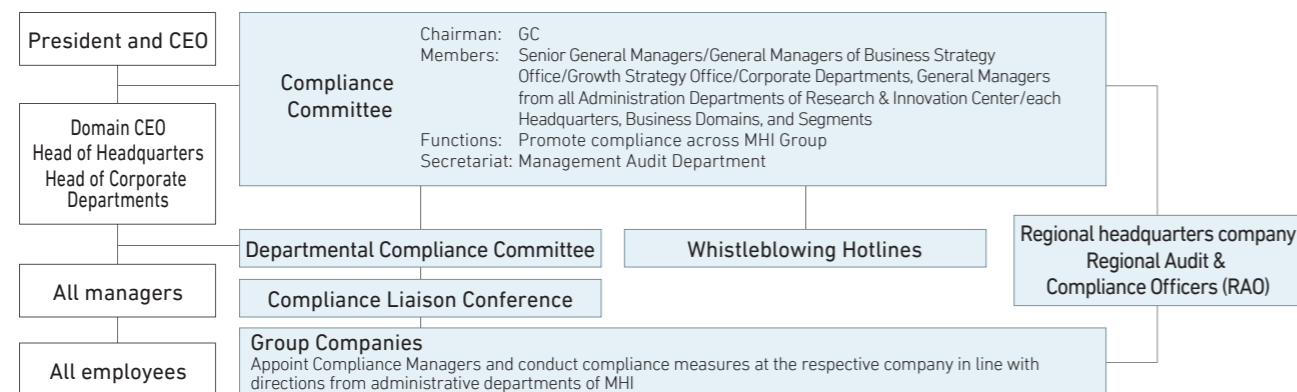 President and CEO
Domain CEO
Head of Headquarters
Head of Corporate
Departments
All managers
All employees
Compliance
Committee
Chairman: GC
Members: Senior General Managers/General Managers of Business Strategy
Office/Growth Strategy Office/Corporate Departments, General Managers
from all Administration Departments of Research & Innovation Center/each
Headquarters, Business Domains, and Segments
Functions: Promote compliance across MHI Group
Secretariat: Management Audit Department
Departmental Compliance Committee
Whistleblowing Hotlines
Compliance Liaison Conference
Regional headquarters company
Regional Audit &
Compliance Officers (RAO)
Group Companies
Appoint Compliance Managers and conduct compliance measures at the respective company in line with
directions from administrative departments of MHI